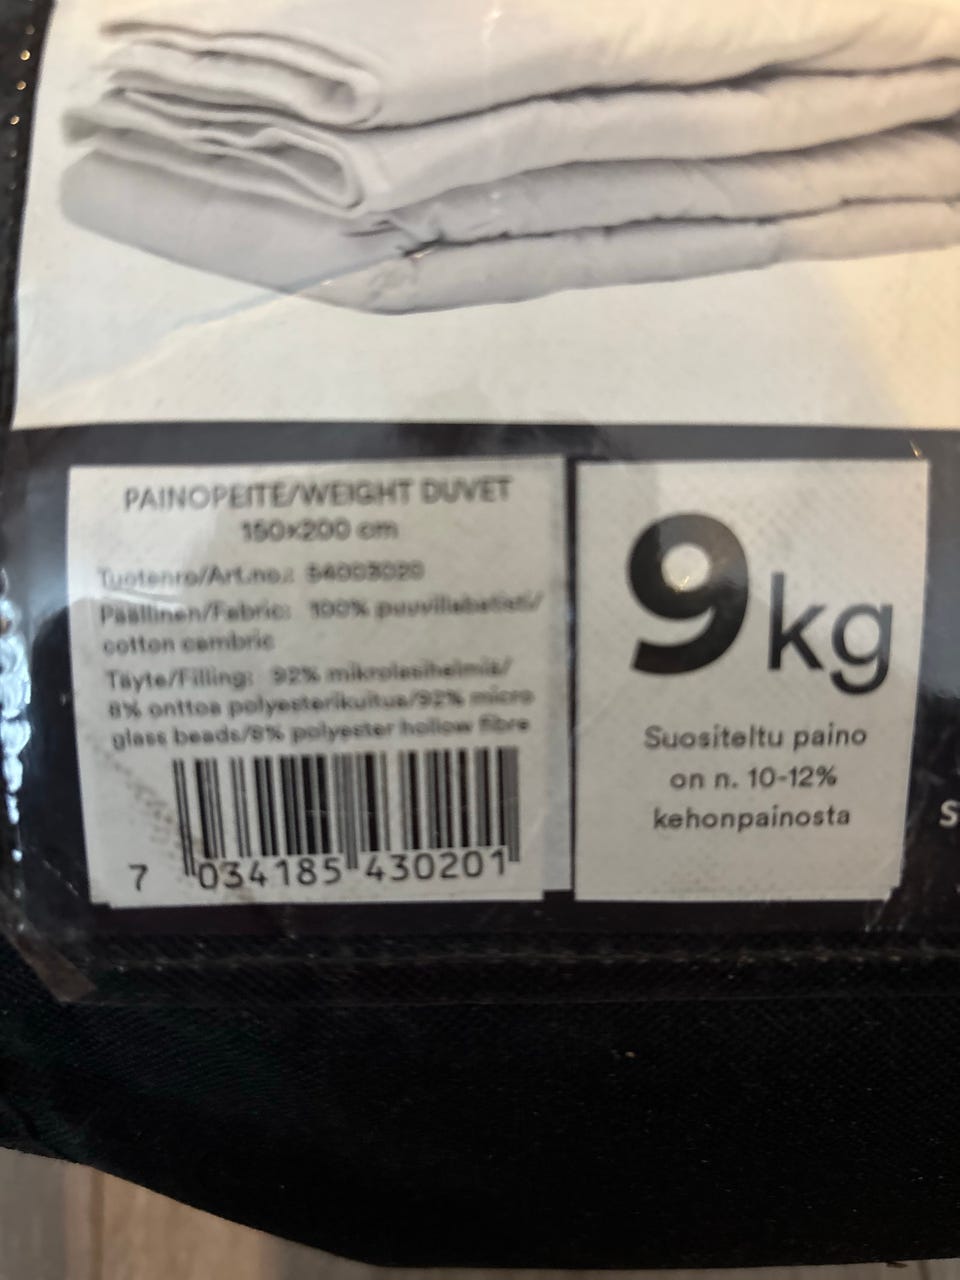 PAINOPEITE/WEIGHT DUVET
150x200 cm
Tuotenro/Art.no.: 54003020
Päällinen/Fabric: 100% puuvillabatisti/
cotton cambric
Täyte/Filling: 92% mikrolasihelmiä/
8% onttoa polyesterikuitua/92% micro
glass beads/8% polyester hollow fibre
7 034185 430201
9 kg
Suositeltu paino
on n. 10-12%
kehonpainosta